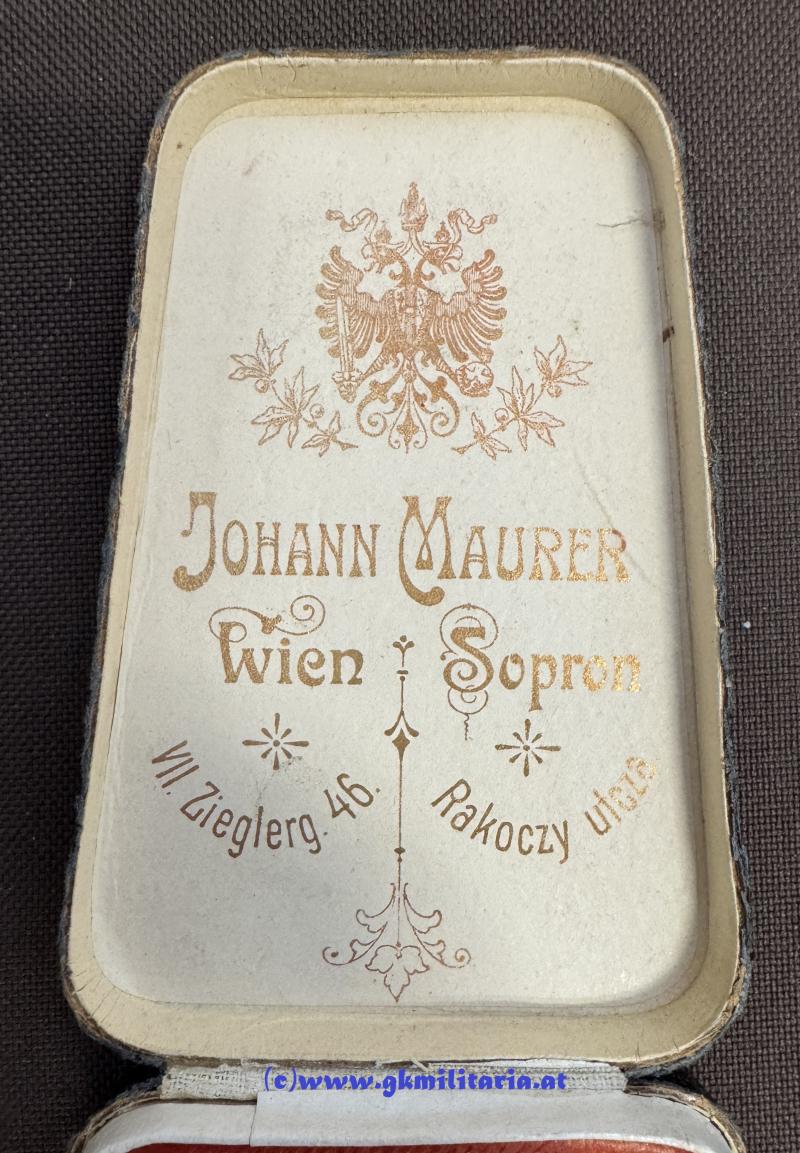 JOHANN MAURER
Wien Sopron
VII. Zieglerg. 46.
Rakoczy utcza
(c)www.gkmilitaria.at